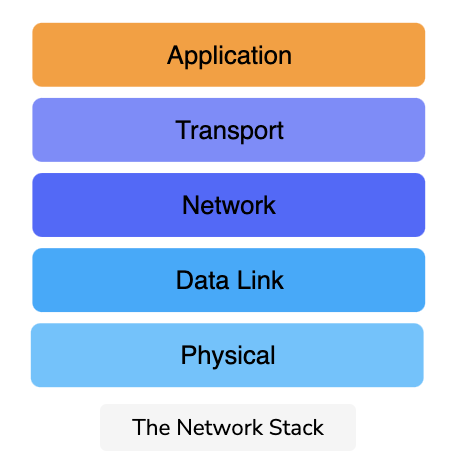 Application
Transport
Network
Data Link
Physical
The Network Stack